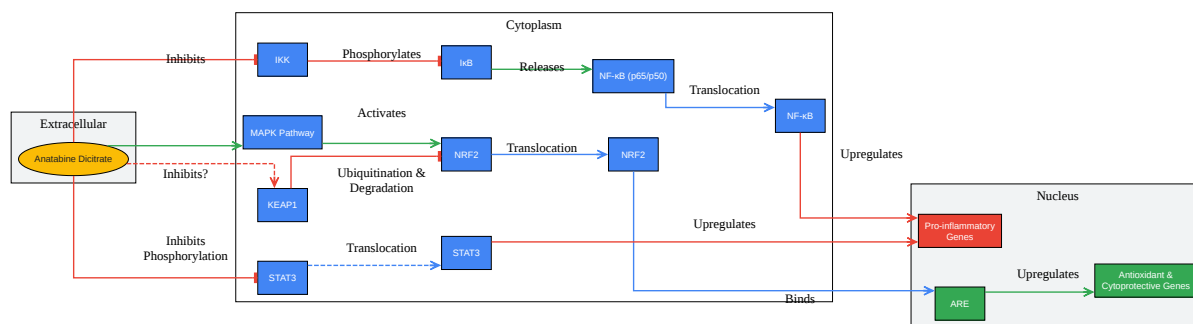 Cytoplasm
Inhibits
IKK
Phosphorylates
IκB
Releases
NF-κB (p65/p50)
Translocation
NF-κB
Extracellular
Anatabine Dicitrate
MAPK Pathway
Activates
NRF2
Translocation
NRF2
Upregulates
Inhibits?
KEAP1
Ubiquitination &
Degradation
Nucleus
Pro-inflammatory
Genes
Inhibits
Phosphorylation
STAT3
Translocation
STAT3
Upregulates
Binds
ARE
Upregulates
Antioxidant &
Cytoprotective Genes